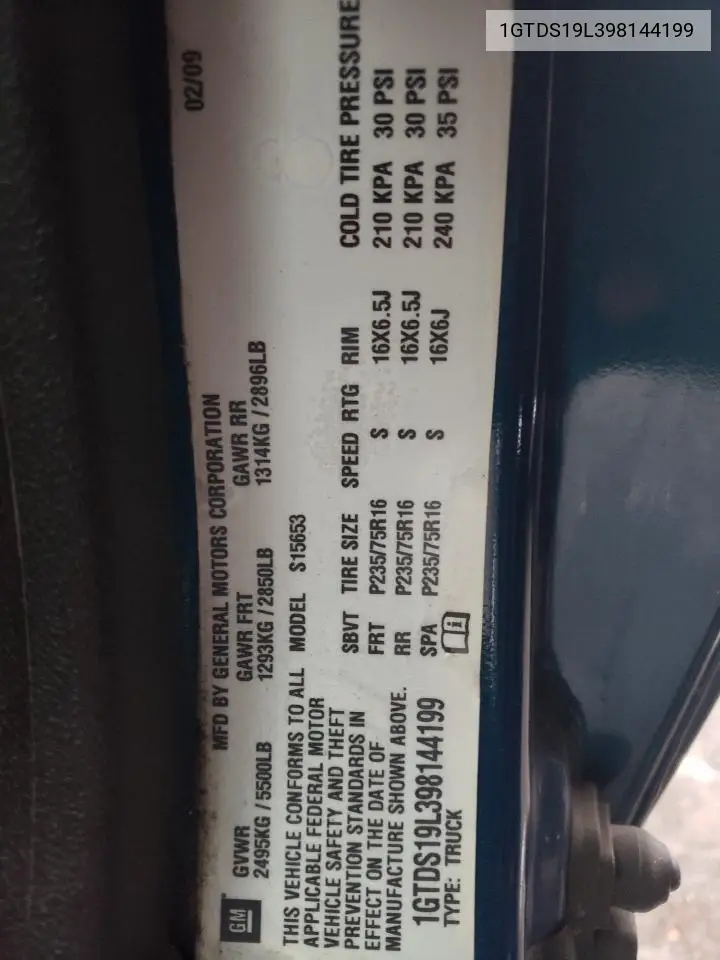 1GTDS19L398144199
GM
MFD BY GENERAL MOTORS CORPORATION
02/09
GVWR GAWR FRT GAWR RR
2495KG / 5500LB 1293KG / 2850LB 1314KG / 2896LB
THIS VEHICLE CONFORMS TO ALL
APPLICABLE FEDERAL MOTOR
VEHICLE SAFETY AND THEFT
PREVENTION STANDARDS IN
EFFECT ON THE DATE OF
MANUFACTURE SHOWN ABOVE.
1GTDS19L398144199
TYPE: TRUCK
MODEL S15653
SBVT TIRE SIZE SPEED RTG RIM COLD TIRE PRESSURE
FRT P235/75R16 S 16X6.5J 210 KPA 30 PSI
RR P235/75R16 S 16X6.5J 210 KPA 30 PSI
SPA P235/75R16 S 16X6J 240 KPA 35 PSI